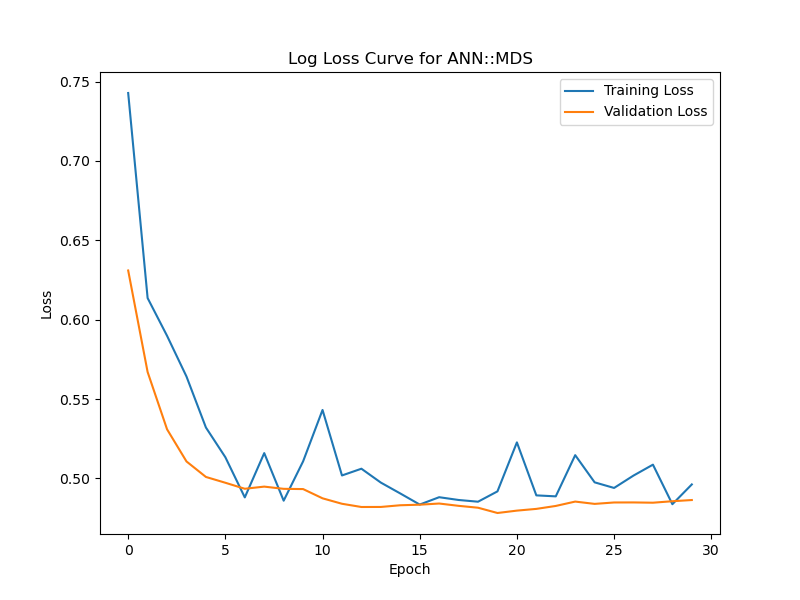 Log Loss Curve for ANN::MDS
Training Loss
Validation Loss
0.75
0.70
0.65
0.60
0.55
0.50
Loss
0
5
10
15
20
25
30
Epoch